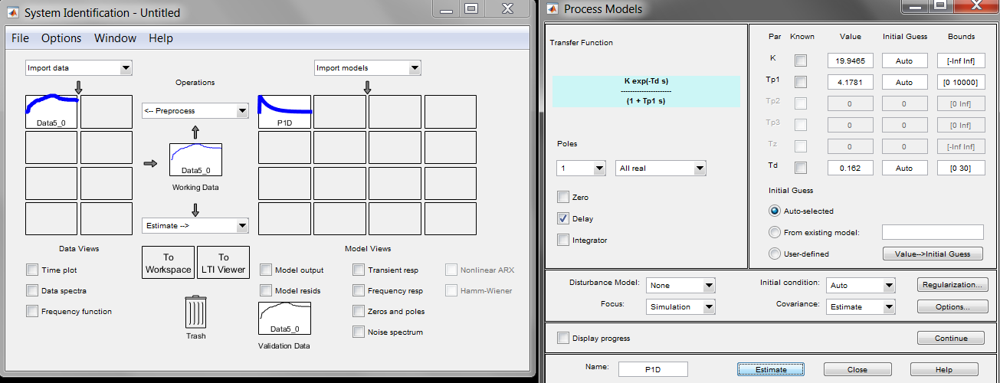 System Identification - Untitled
File Options Window Help
Import data
Import models
Operations
Data5_0
<-- Preprocess
P1D
Data5_0
Working Data
Estimate -->
Data Views
To Workspace
To LTI Viewer
Model Views
Time plot
Data spectra
Frequency function
Trash
Model output
Model resids
Data5_0
Validation Data
Transient resp
Frequency resp
Zeros and poles
Noise spectrum
Nonlinear ARX
Hamm-Wiener
Process Models
Transfer Function
K exp(-Td s)
---------------------
(1 + Tp1 s)
Poles
1 All real
Zero
Delay
Integrator
Par Known Value Initial Guess Bounds
K 19.9465 Auto [-Inf Inf]
Tp1 4.1781 Auto [0 10000]
Tp2 0 0 [0 Inf]
Tp3 0 0 [0 Inf]
Tz 0 0 [-Inf Inf]
Td 0.162 Auto [0 30]
Initial Guess
Auto-selected
From existing model:
User-defined Value-->Initial Guess
Disturbance Model: None Initial condition: Auto Regularization...
Focus: Simulation Covariance: Estimate Options...
Display progress Continue
Name: P1D Estimate Close Help